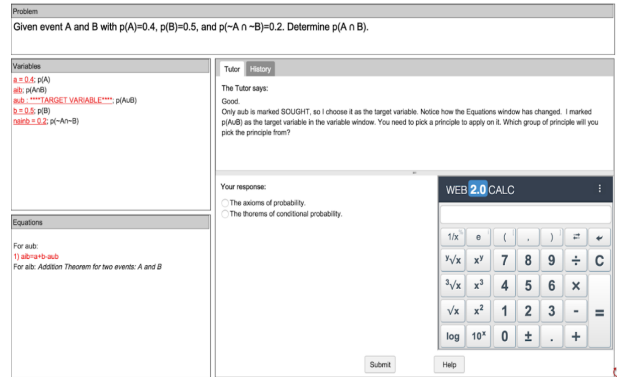 Problem
Given event A and B with p(A)=0.4, p(B)=0.5, and p(~A ∩ ~B)=0.2. Determine p(A ∩ B).
Variables
a = 0.4: p(A)
aib: p(A∩B)
aub : ****TARGET VARIABLE****: p(A∪B)
b = 0.5: p(B)
nainb = 0.2: p(~A∩~B)
Tutor History
The Tutor says:
Good.
Only aub is marked SOUGHT, so I choose it as the target variable. Notice how the Equations window has changed. I marked
p(A∪B) as the target variable in the variable window. You need to pick a principle to apply on it. Which group of principle will you
pick the principle from?
Your response:
The axioms of probability.
The thorems of conditional probability.
Equations
For aub:
1) aib=a+b-aub
For aib: Addition Theorem for two events: A and B
WEB 2.0 CALC
1/x e ( , )
ʸ√x xʸ 7 8 9 ÷ C
³√x x³ 4 5 6 ×
√x x² 1 2 3 - =
log 10ˣ 0 ± . +
Submit Help